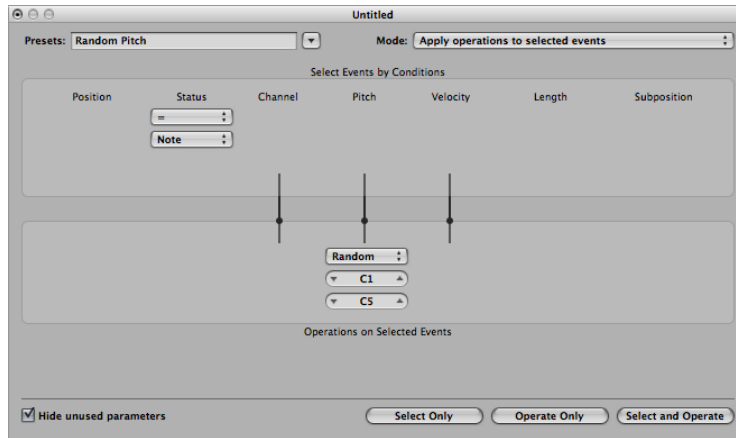 Untitled
Presets: Random Pitch Mode: Apply operations to selected events
Select Events by Conditions
Position Status Channel Pitch Velocity Length Subposition
=
Note
Random
C1
C5
Operations on Selected Events
Hide unused parameters Select Only Operate Only Select and Operate